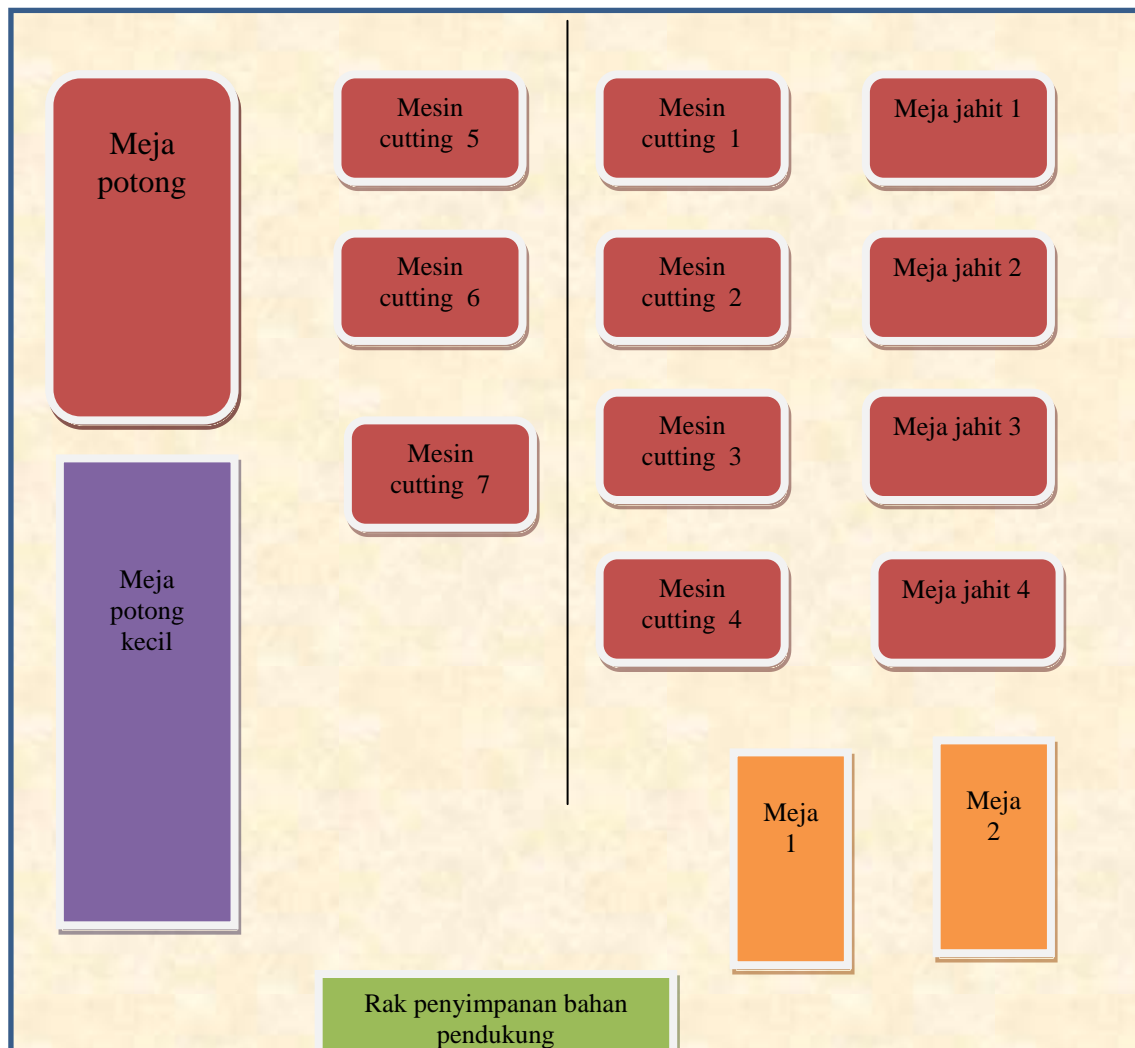 Meja
potong
Mesin
cutting  5
Mesin
cutting  1
Meja jahit 1
Mesin
cutting  6
Mesin
cutting  2
Meja jahit 2
Mesin
cutting  7
Mesin
cutting  3
Meja jahit 3
Meja
potong
kecil
Mesin
cutting  4
Meja jahit 4
Meja
1
Meja
2
Rak penyimpanan bahan
pendukung